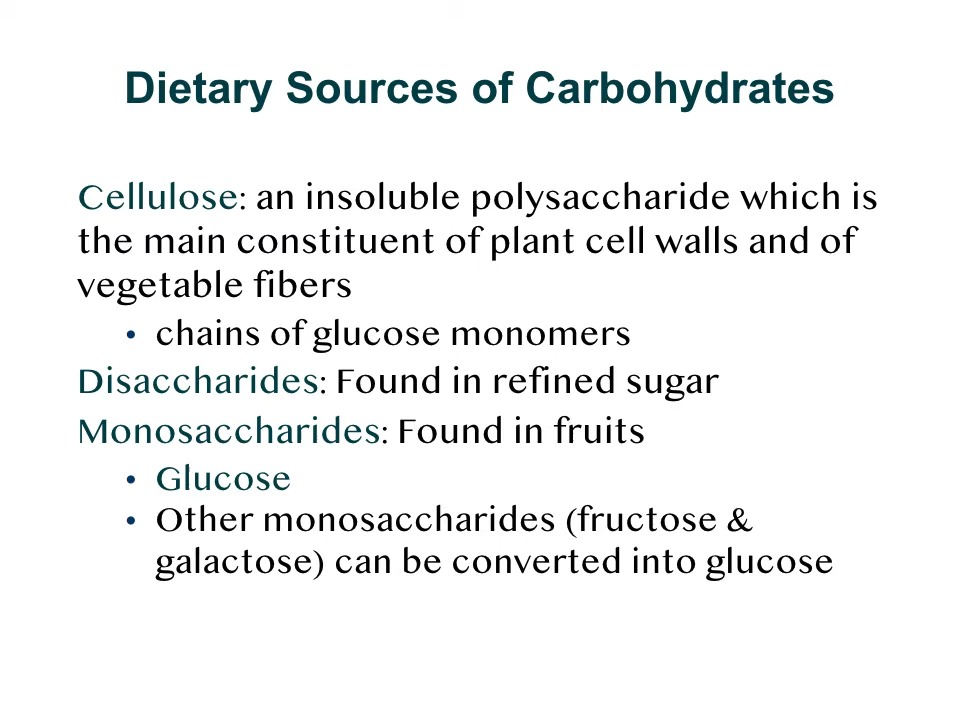 Dietary Sources of Carbohydrates
Cellulose: an insoluble polysaccharide which is
the main constituent of plant cell walls and of
vegetable fibers
• chains of glucose monomers
Disaccharides: Found in refined sugar
Monosaccharides: Found in fruits
• Glucose
• Other monosaccharides (fructose &
galactose) can be converted into glucose